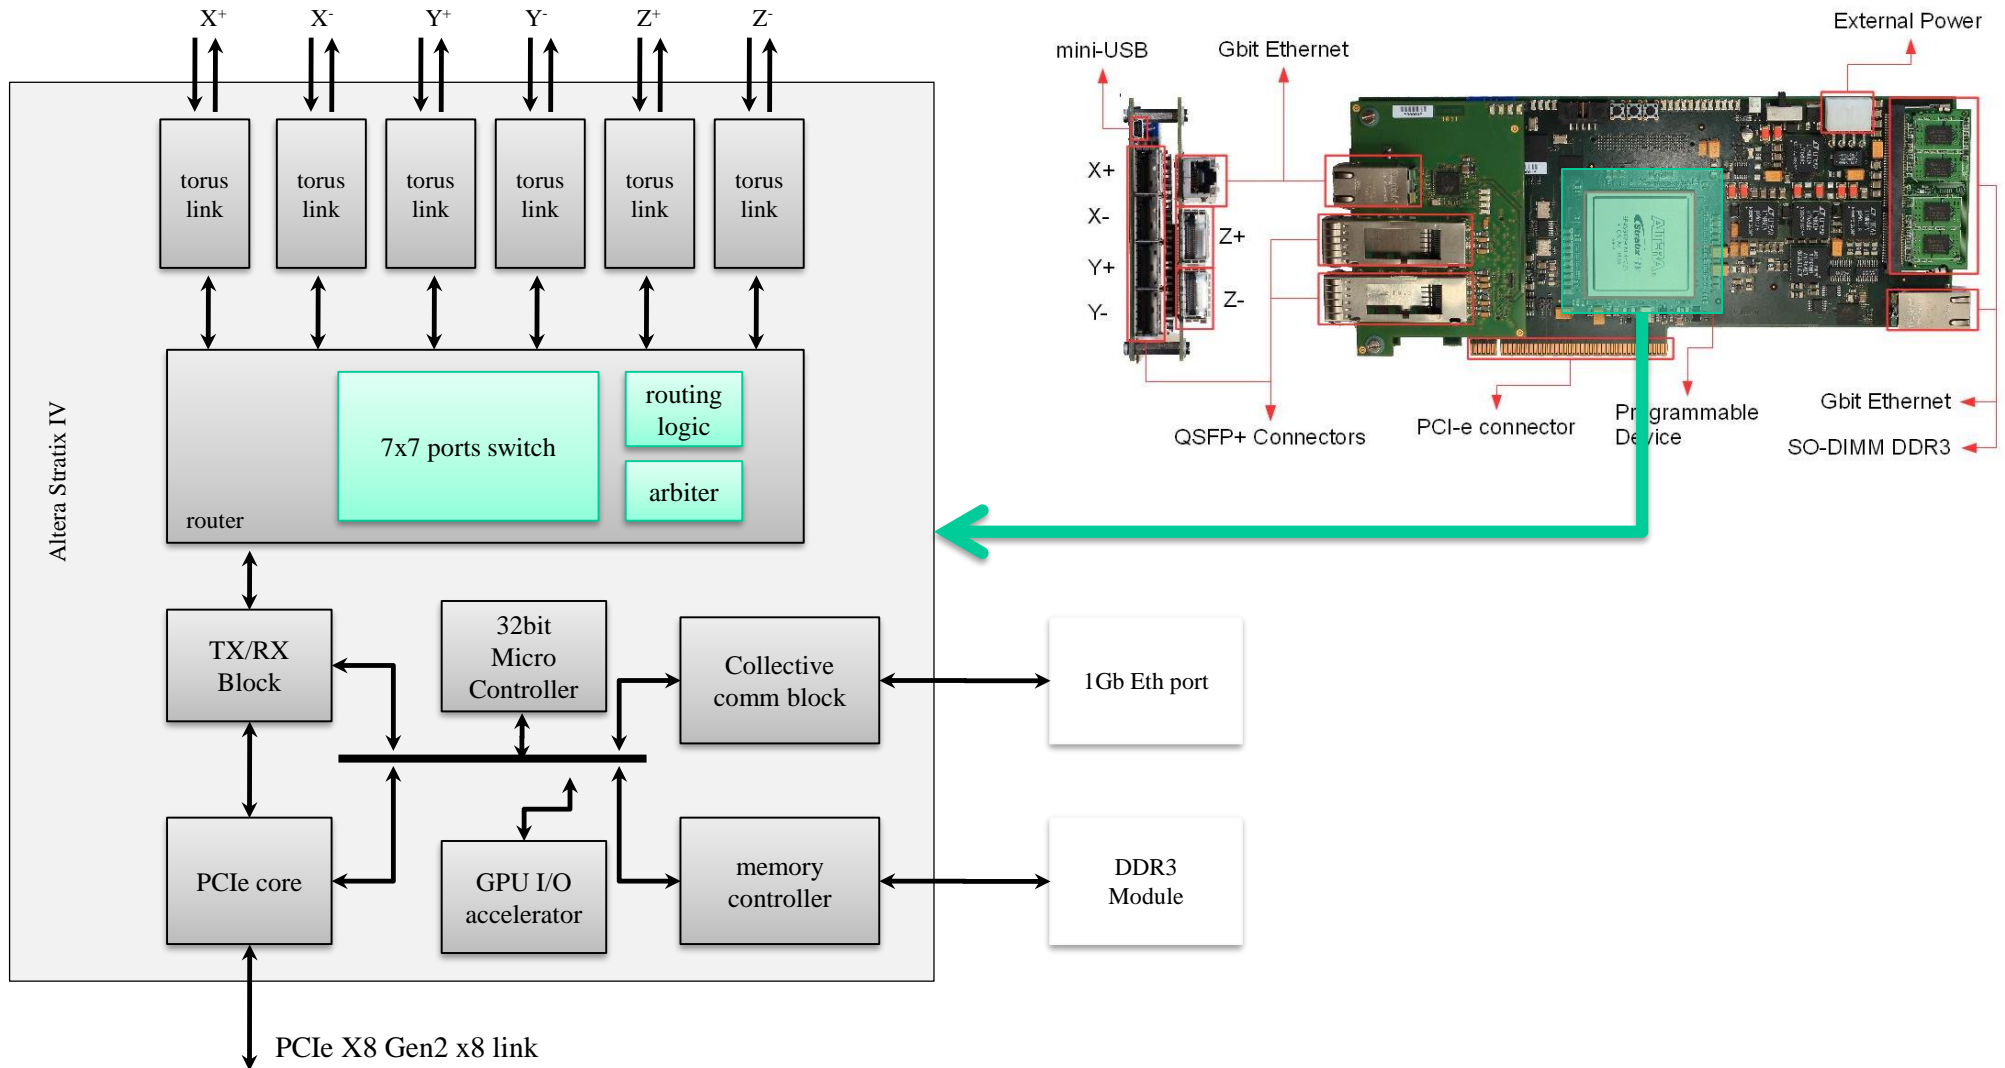 X+ X- Y+ Y- Z+ Z-
torus link
torus link
torus link
torus link
torus link
torus link
Altera Stratix IV
7x7 ports switch
routing
logic
arbiter
router
TX/RX
Block
32bit
Micro
Controller
Collective
comm block
1Gb Eth port
PCIe core
GPU I/O
accelerator
memory
controller
DDR3
Module
PCIe X8 Gen2 x8 link
External Power
mini-USB
Gbit Ethernet
X+
X-
Y+
Y-
Z+
Z-
ALTERA
Stratix IV
QSFP+ Connectors
PCI-e connector
Programmable
Device
Gbit Ethernet
SO-DIMM DDR3